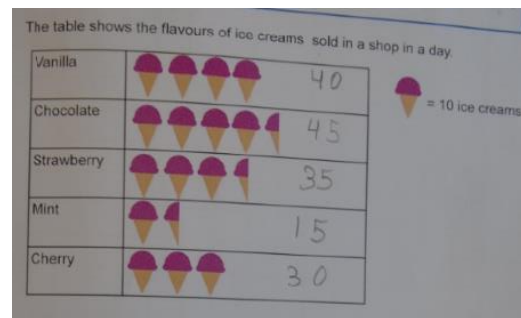 The table shows the flavours of ice creams sold in a shop in a day.
Vanilla 40
= 10 ice creams
Chocolate 45
Strawberry 35
Mint 15
Cherry 30